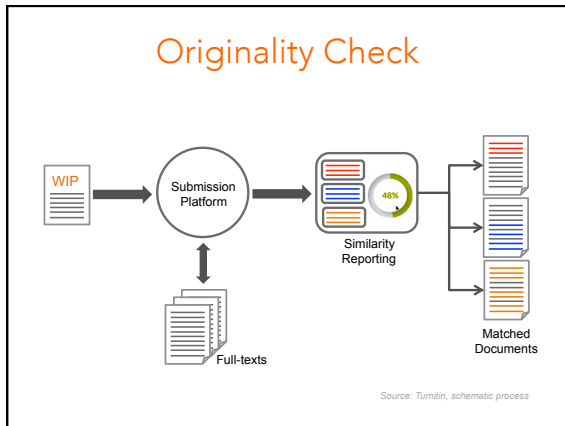 Originality Check
WIP
Submission
Platform
48%
Similarity
Reporting
Full-texts
Matched
Documents
Source: Turnitin, schematic process